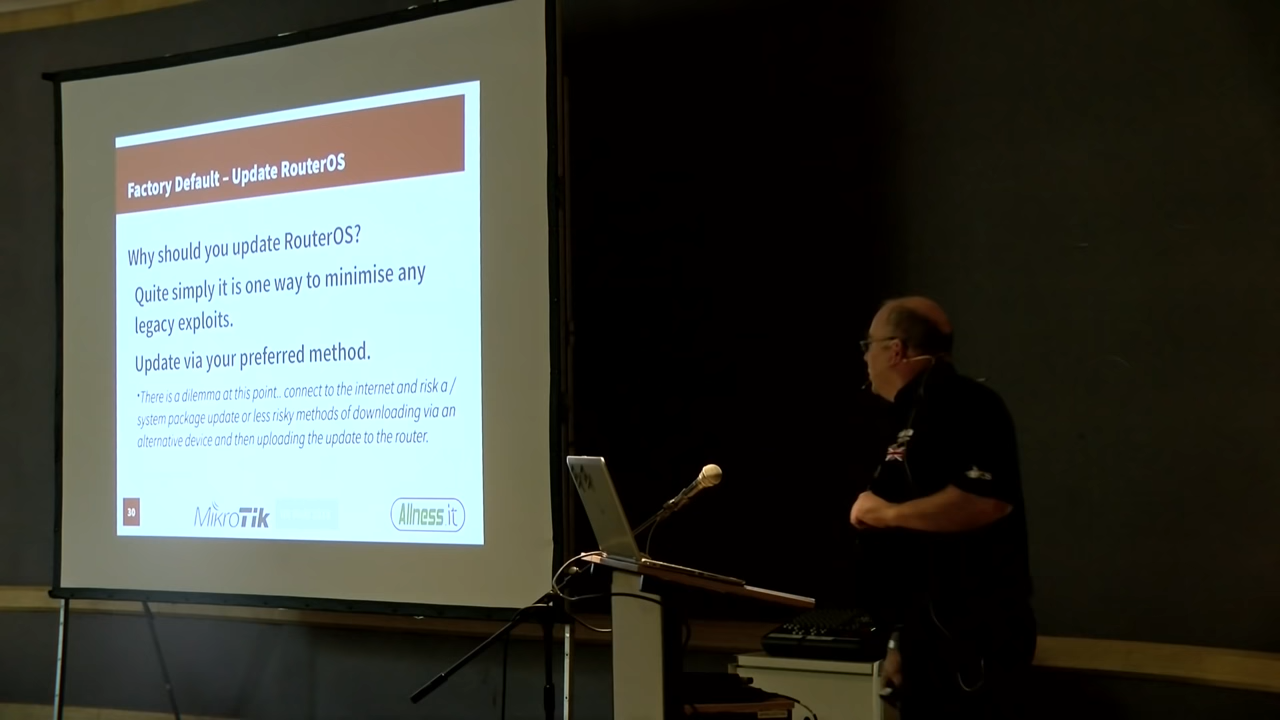 Factory Default – Update RouterOS
Why should you update RouterOS?
Quite simply it is one way to minimise any
legacy exploits.
Update via your preferred method.
•There is a dilemma at this point.. connect to the internet and risk a /
system package update or less risky methods of downloading via an
alternative device and then uploading the update to the router.
30
MikroTik
Allness it